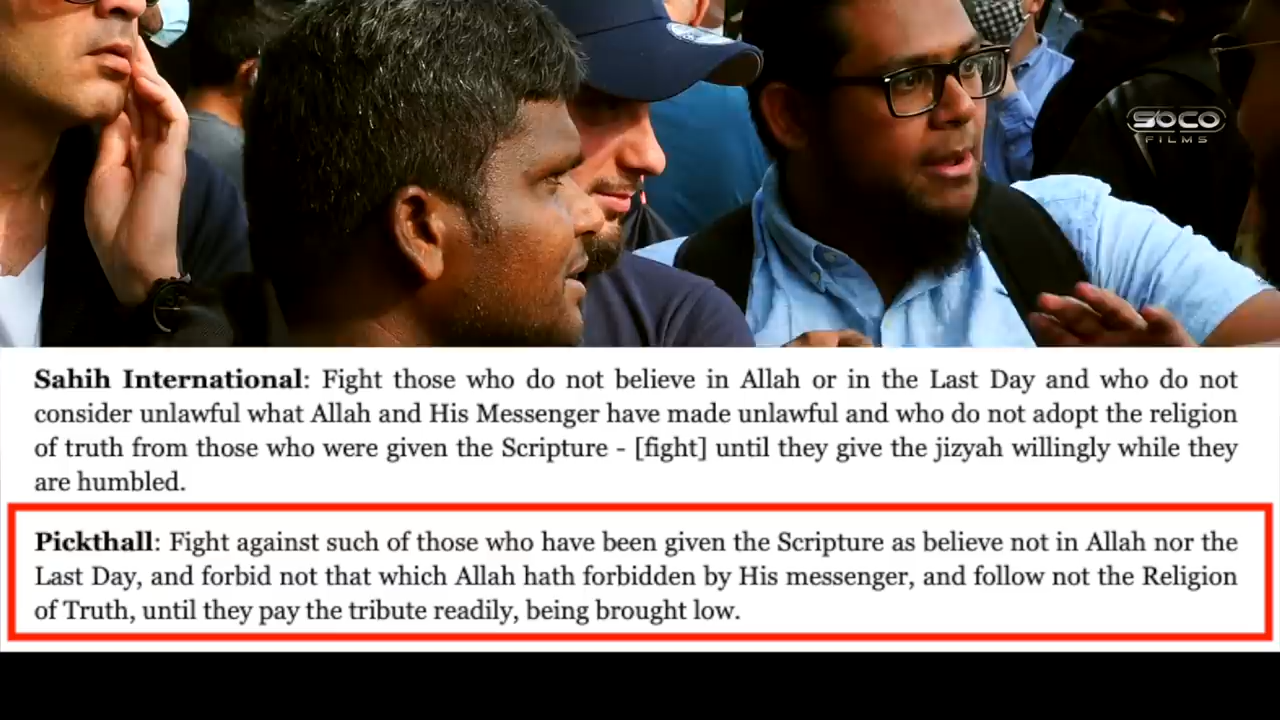 SOCO
FILMS
Sahih International: Fight those who do not believe in Allah or in the Last Day and who do not
consider unlawful what Allah and His Messenger have made unlawful and who do not adopt the religion
of truth from those who were given the Scripture - [fight] until they give the jizyah willingly while they
are humbled.
Pickthall: Fight against such of those who have been given the Scripture as believe not in Allah nor the
Last Day, and forbid not that which Allah hath forbidden by His messenger, and follow not the Religion
of Truth, until they pay the tribute readily, being brought low.